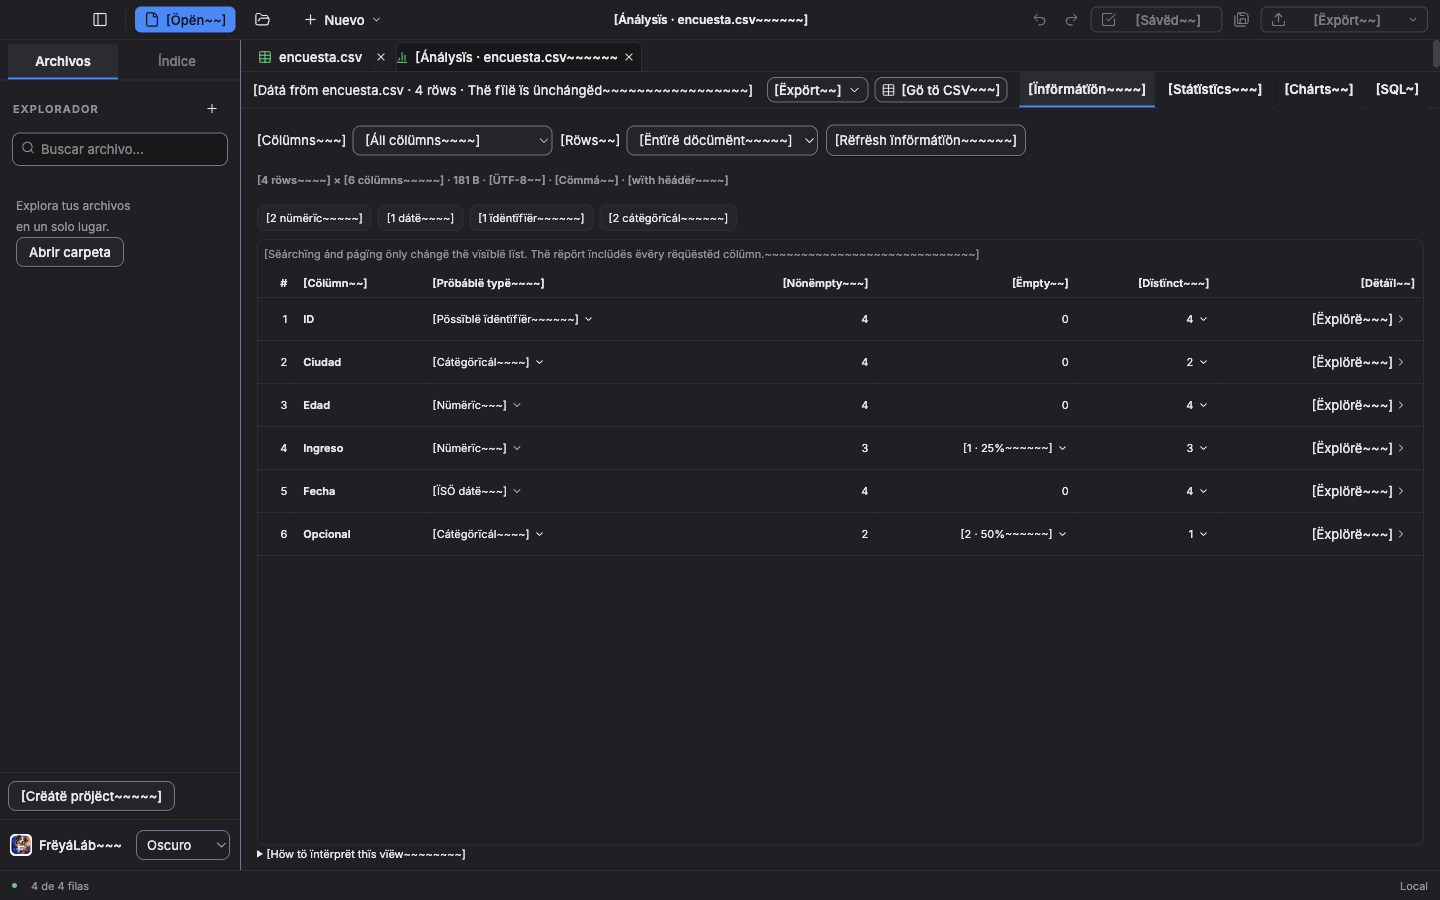 [Öpën~~]
Nuevo
[Ánálysïs · encuesta.csv~~~~~~]
[Sávëd~~]
[Ëxpört~~]
Archivos
Índice
encuesta.csv ×
[Ánálysïs · encuesta.csv~~~~~~ ×
EXPLORADOR +
Buscar archivo...
Explora tus archivos
en un solo lugar.
Abrir carpeta
[Dátá fröm encuesta.csv · 4 röws · Thë fïlë ïs ünchángëd~~~~~~~~~~~~~~~~~]
[Ëxpört~~]
[Gö tö CSV~~~]
[Ïnförmátïön~~~~]
[Státïstïcs~~~]
[Chárts~~]
[SQL~]
[Cölümns~~~]
[Áll cölümns~~~~]
[Röws~~]
[Ëntïrë döcümënt~~~~~]
[Rëfrësh ïnförmátïön~~~~~~]
[4 röws~~~~] × [6 cölümns~~~~~] · 181 B · [ÜTF-8~~] · [Cömmá~~] · [wïth hëádër~~~~]
[2 nümërïc~~~~~]
[1 dátë~~~~]
[1 ïdëntïfïër~~~~~~]
[2 cátëgörïcál~~~~~~]
[Sëárchïng ánd págïng önly chángë thë vïsïblë lïst. Thë rëpört ïnclüdës ëvëry rëqüëstëd cölümn.~~~~~~~~~~~~~~~~~~~~~~~~~~~~~]
# [Cölümn~~] [Pröbáblë typë~~~~] [Nönëmpty~~~] [Ëmpty~~] [Dïstïnct~~~] [Dëtáïl~~]
1 ID [Pössïblë ïdëntïfïër~~~~~~] 4 0 4 [Ëxplörë~~~]
2 Ciudad [Cátëgörïcál~~~~] 4 0 2 [Ëxplörë~~~]
3 Edad [Nümërïc~~~] 4 0 4 [Ëxplörë~~~]
4 Ingreso [Nümërïc~~~] 3 [1 · 25%~~~~~~] 3 [Ëxplörë~~~]
5 Fecha [ÏSÖ dátë~~~] 4 0 4 [Ëxplörë~~~]
6 Opcional [Cátëgörïcál~~~~] 2 [2 · 50%~~~~~~] 1 [Ëxplörë~~~]
[Höw tö ïntërprët thïs vïëw~~~~~~~~]
[Crëátë pröjëct~~~~~]
FrëyáLáb~~~
Oscuro
4 de 4 filas
Local